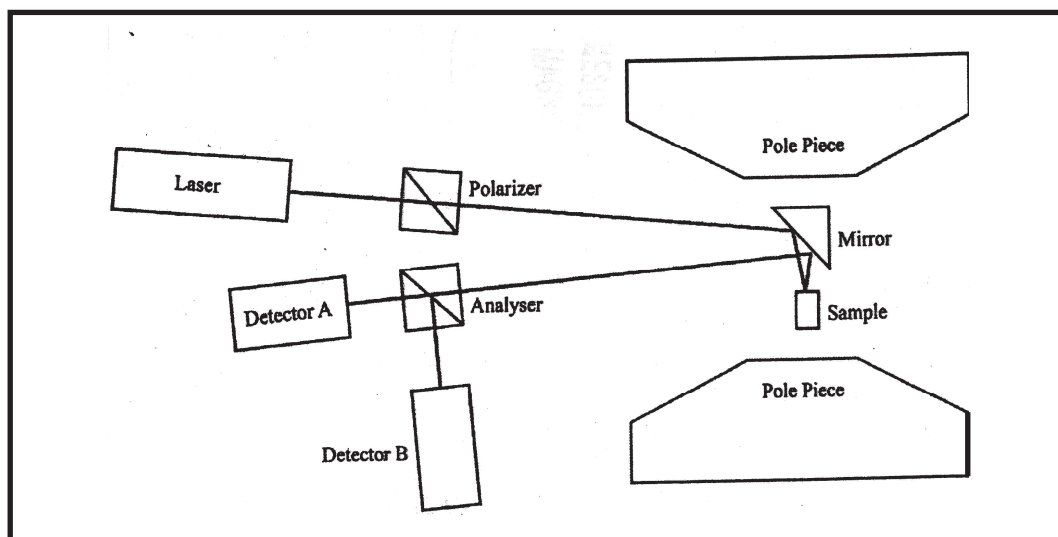 Pole Piece
Laser
Polarizer
Mirror
Detector A
Analyser
Sample
Pole Piece
Detector B